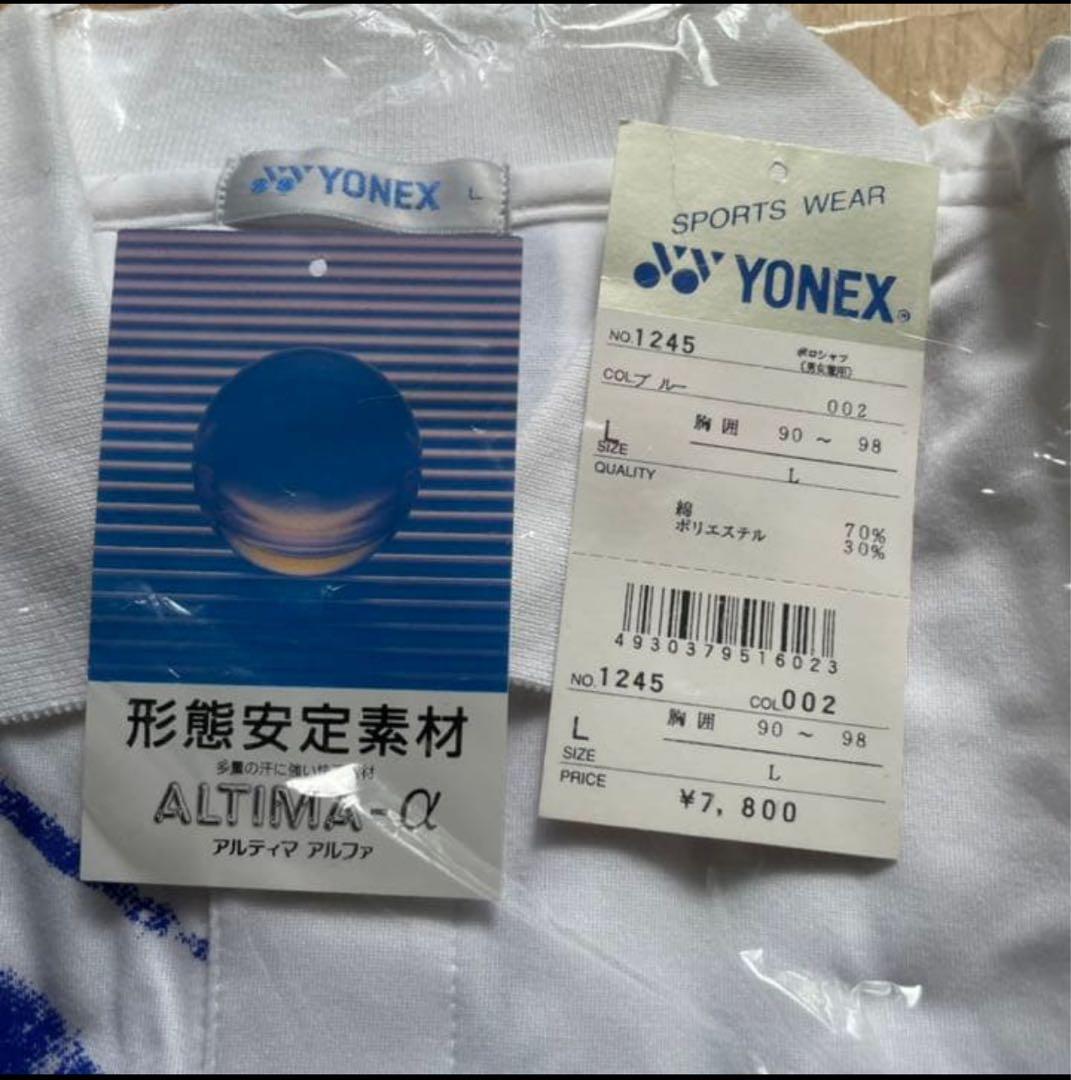 YONEX L
形態安定素材
多量の汗に強い
ALTIMA-α
アルティマ アルファ
SPORTS WEAR
YONEX®
NO.1245 ポロシャツ
(男女兼用)
COL ブルー
002
L 胸囲 90 ~ 98
SIZE
L
QUALITY
綿 70%
ポリエステル 30%
4930379516023
NO.1245 COL 002
L 胸囲 90 ~ 98
SIZE
L
PRICE
¥7,800